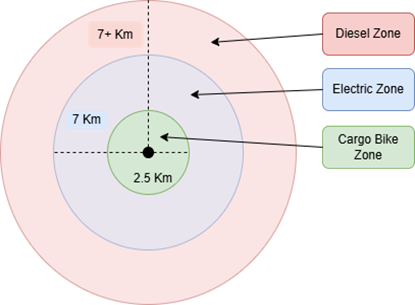 7+ Km
Diesel Zone
Electric Zone
7 Km
Cargo Bike
Zone
2.5 Km